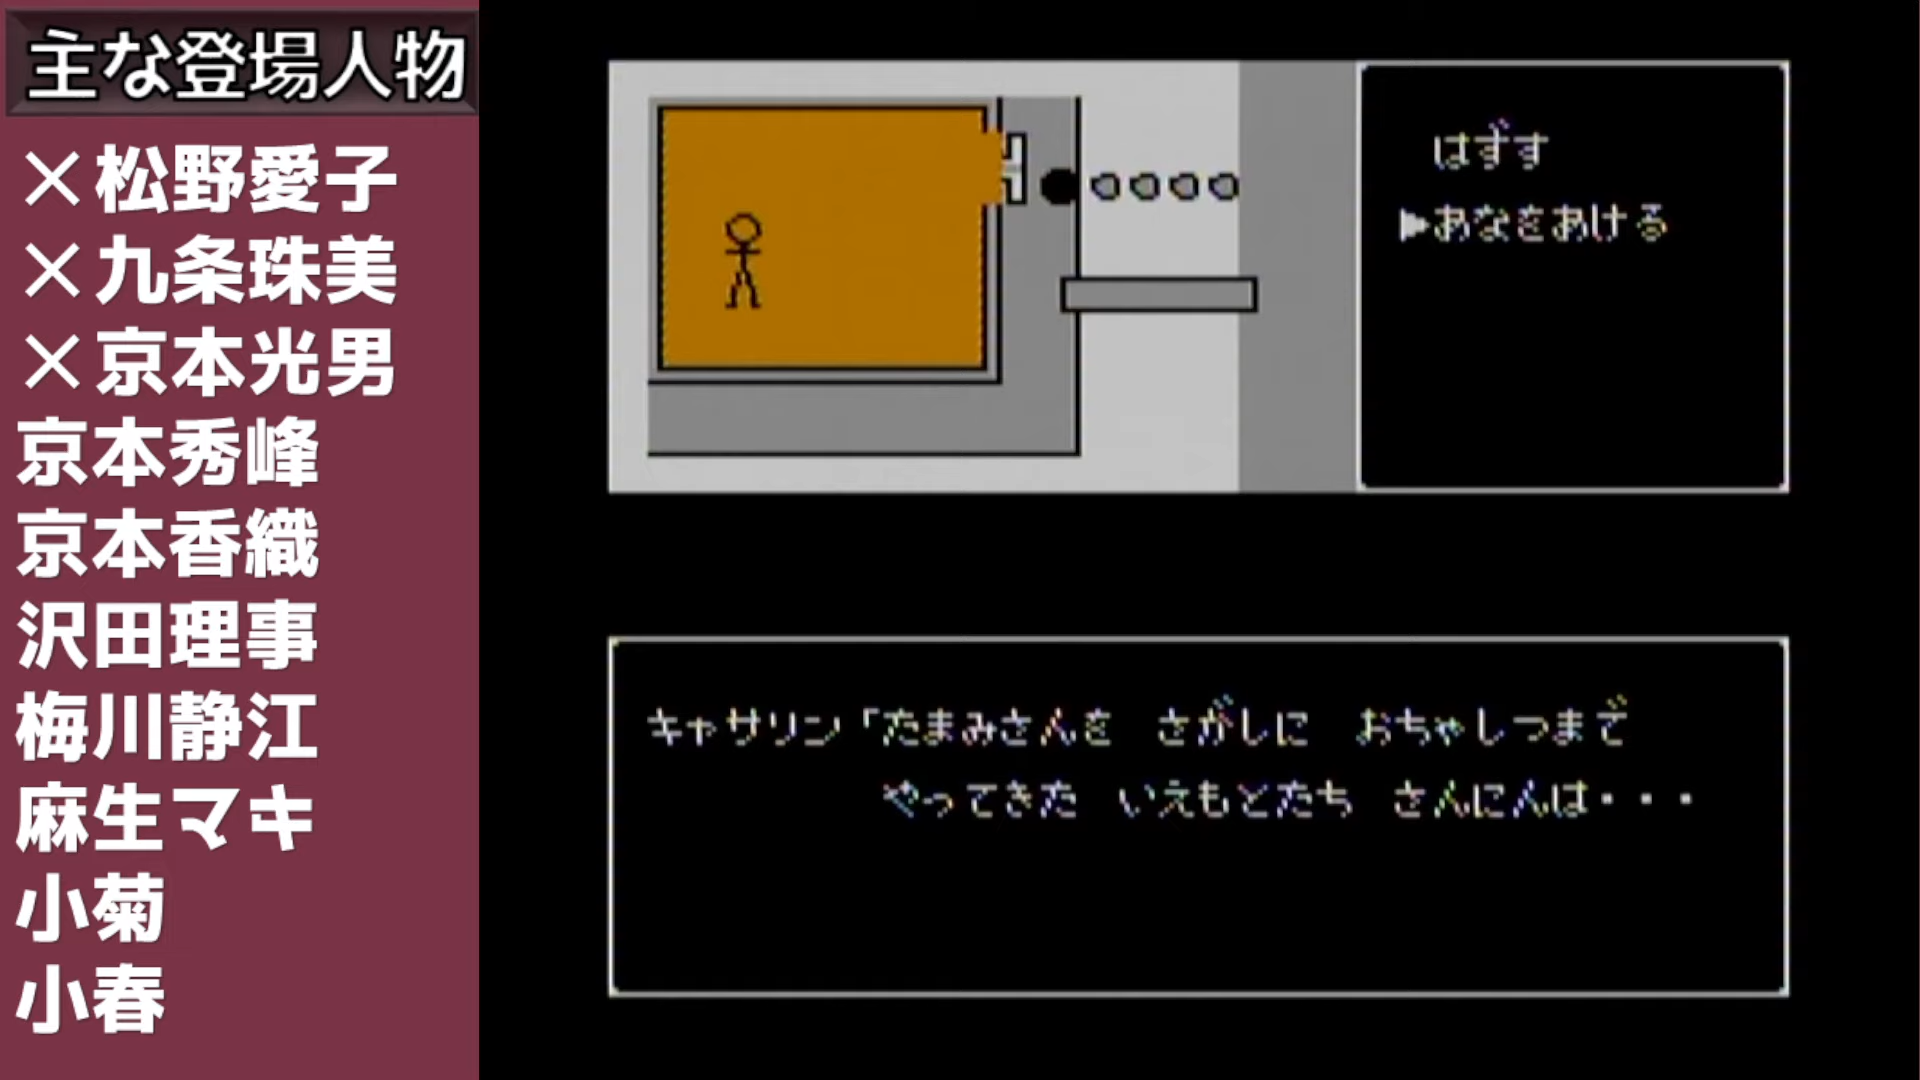 主な登場人物
×松野愛子
×九条珠美
×京本光男
京本秀峰
京本香織
沢田理事
梅川静江
麻生マキ
小菊
小春
はずす
▶あなをあける
キャサリン「たまみさんを さがしに おちゃしつまで
やってきた いえもとたち さんにんは・・・